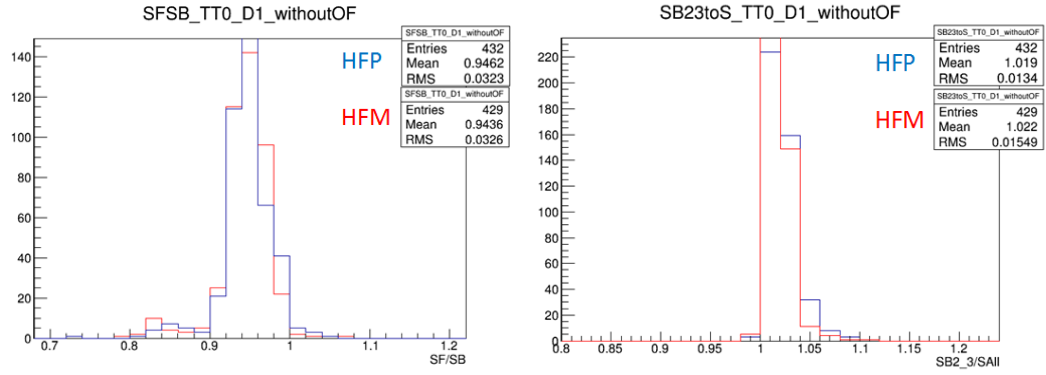 SFSB_TT0_D1_withoutOF
HFP
HFM
SFSB_TT0_D1_withoutOF
Entries 432
Mean 0.9462
RMS 0.0323
SFSB_TT0_D1_withoutOF
Entries 429
Mean 0.9436
RMS 0.0326
140
120
100
80
60
40
20
0
0.7 0.8 0.9 1 1.1 1.2
SF/SB
SB23toS_TT0_D1_withoutOF
HFP
HFM
SB23toS_TT0_D1_withoutOF
Entries 432
Mean 1.019
RMS 0.0134
SB23toS_TT0_D1_withoutOF
Entries 429
Mean 1.022
RMS 0.01549
220
200
180
160
140
120
100
80
60
40
20
0
0.8 0.85 0.9 0.95 1 1.05 1.1 1.15 1.2
SB2_3/SAll